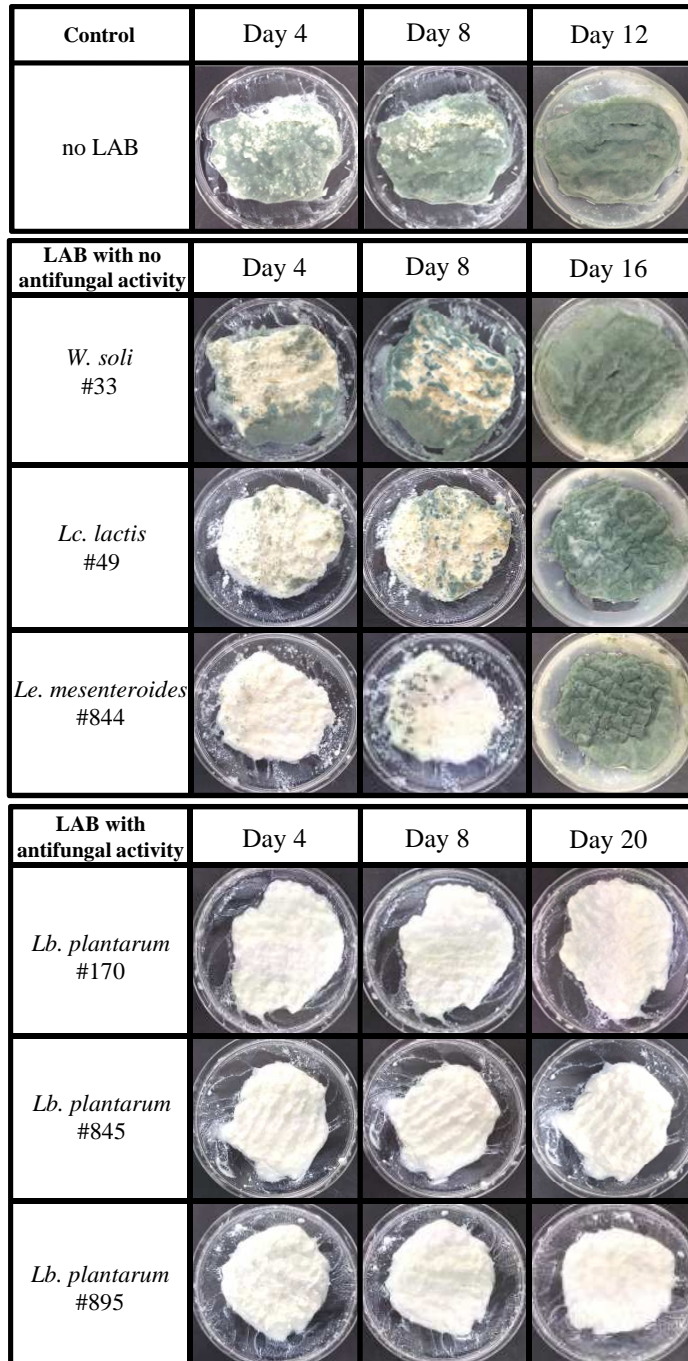 Control Day 4 Day 8 Day 12
no LAB
LAB with no
antifungal activity Day 4 Day 8 Day 16
W. soli
#33
Lc. lactis
#49
Le. mesenteroides
#844
LAB with
antifungal activity Day 4 Day 8 Day 20
Lb. plantarum
#170
Lb. plantarum
#845
Lb. plantarum
#895